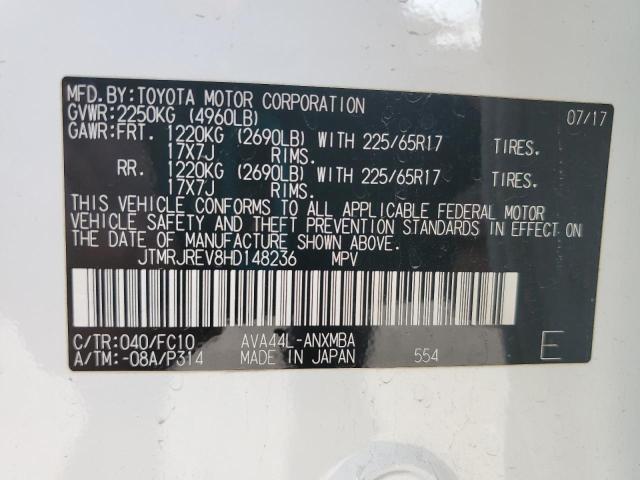 MFD.BY:TOYOTA MOTOR CORPORATION 07/17
GVWR:2250KG (4960LB)
GAWR:FRT. 1220KG (2690LB) WITH 225/65R17 TIRES.
17X7J RIMS.
RR. 1220KG (2690LB) WITH 225/65R17 TIRES.
17X7J RIMS.
THIS VEHICLE CONFORMS TO ALL APPLICABLE FEDERAL MOTOR
VEHICLE SAFETY AND THEFT PREVENTION STANDARDS IN EFFECT ON
THE DATE OF MANUFACTURE SHOWN ABOVE.
JTMRJREV8HD148236 MPV
C/TR:040/FC10 AVA44L-ANXMBA
A/TM:-08A/P314 MADE IN JAPAN 554 E